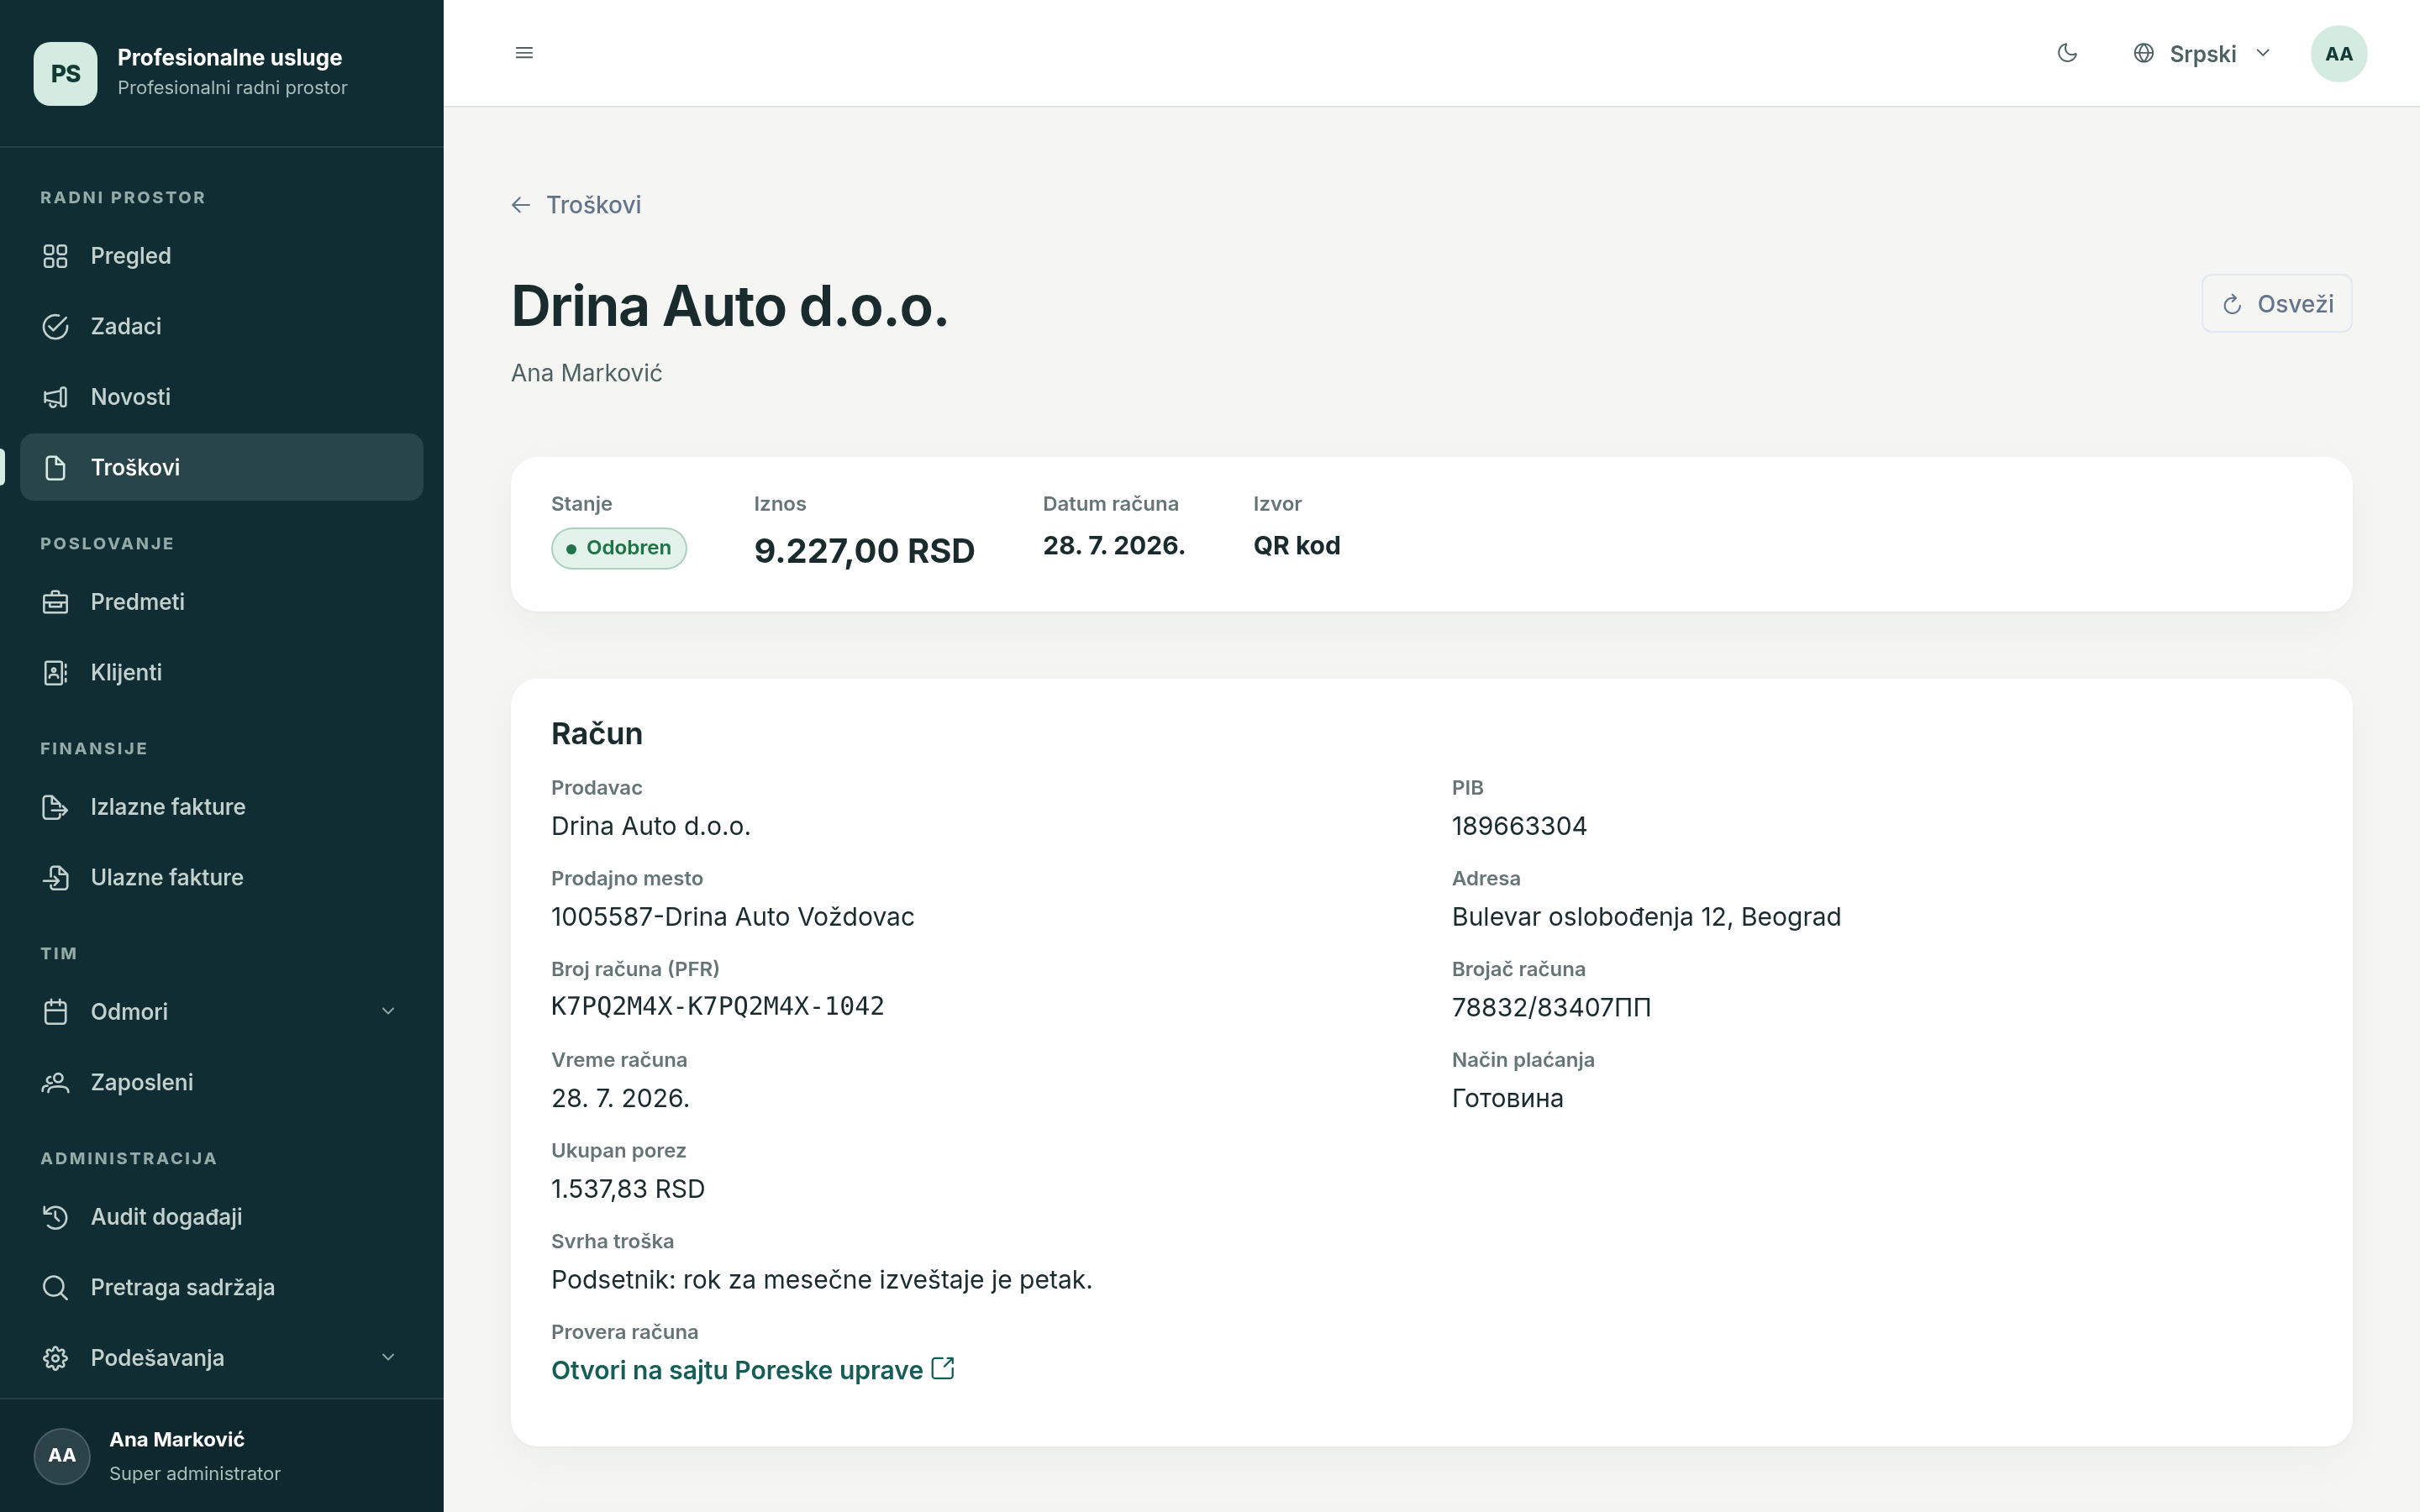 PS
Profesionalne usluge
Profesionalni radni prostor
RADNI PROSTOR
Pregled
Zadaci
Novosti
Troškovi
POSLOVANJE
Predmeti
Klijenti
FINANSIJE
Izlazne fakture
Ulazne fakture
TIM
Odmori
Zaposleni
ADMINISTRACIJA
Audit događaji
Pretraga sadržaja
Podešavanja
AA
Ana Marković
Super administrator
Srpski
AA
Troškovi
Drina Auto d.o.o.
Osveži
Ana Marković
Stanje
Odobren
Iznos
9.227,00 RSD
Datum računa
28. 7. 2026.
Izvor
QR kod
Račun
Prodavac
Drina Auto d.o.o.
PIB
189663304
Prodajno mesto
1005587-Drina Auto Voždovac
Adresa
Bulevar oslobođenja 12, Beograd
Broj računa (PFR)
K7PQ2M4X-K7PQ2M4X-1042
Brojač računa
78832/83407ПП
Vreme računa
28. 7. 2026.
Način plaćanja
Готовина
Ukupan porez
1.537,83 RSD
Svrha troška
Podsetnik: rok za mesečne izveštaje je petak.
Provera računa
Otvori na sajtu Poreske uprave